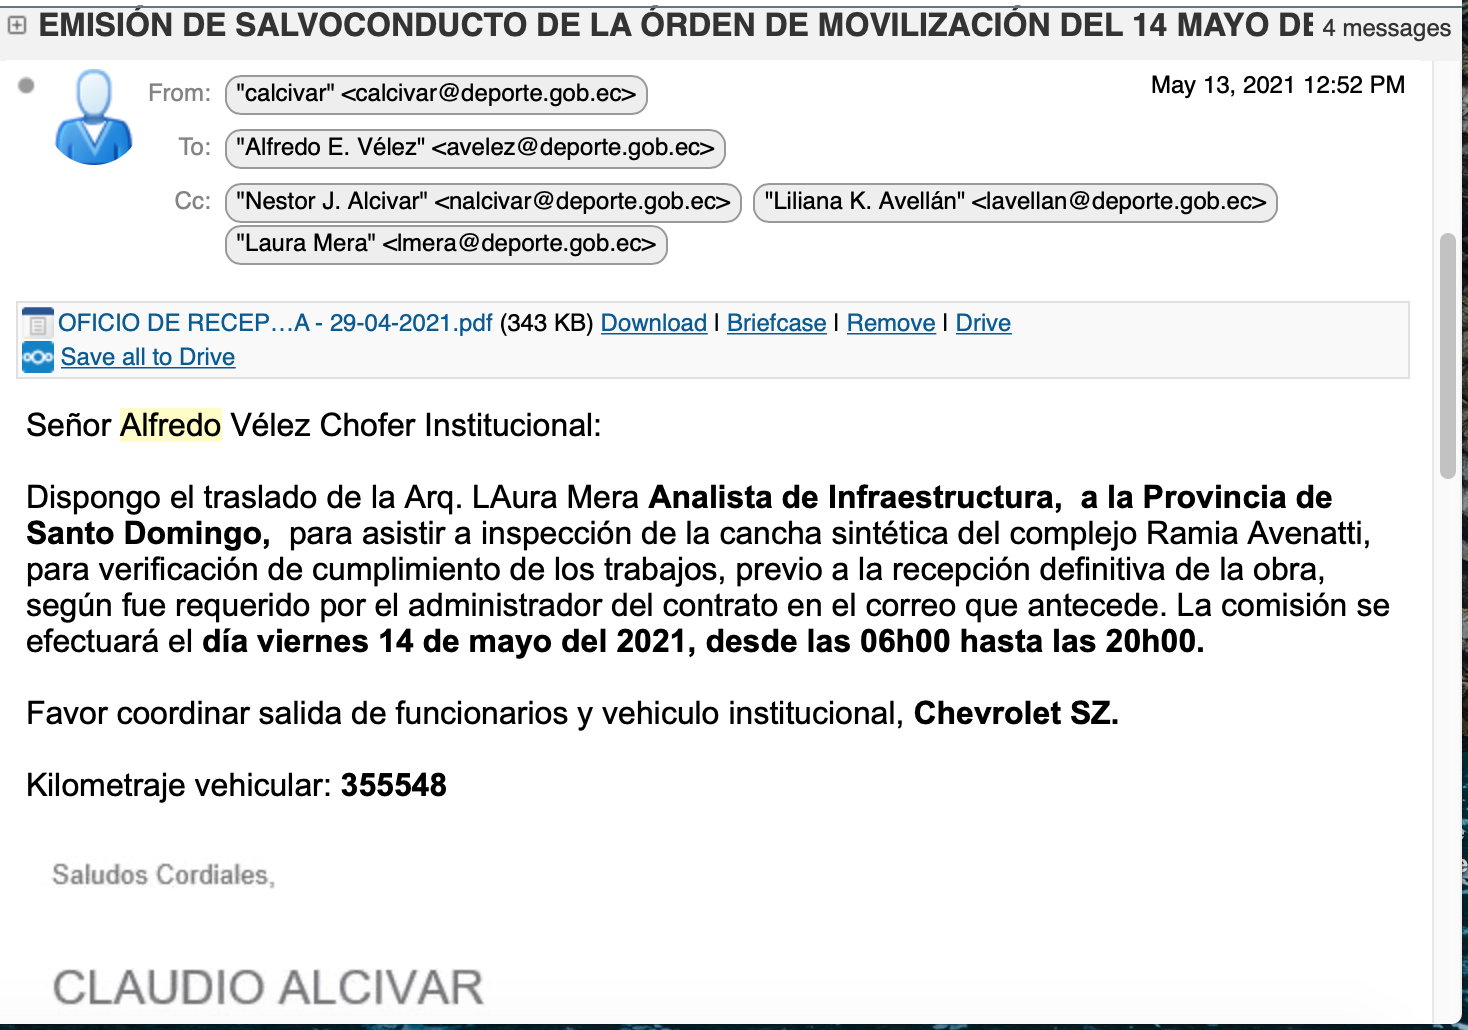 EMISIÓN DE SALVOCONDUCTO DE LA ÓRDEN DE MOVILIZACIÓN DEL 14 MAYO DE 4 messages
May 13, 2021 12:52 PM
From: "calcivar" <calcivar@deporte.gob.ec>
To: "Alfredo E. Vélez" <avelez@deporte.gob.ec>
Cc: "Nestor J. Alcivar" <nalcivar@deporte.gob.ec> "Liliana K. Avellán" <lavellan@deporte.gob.ec>
"Laura Mera" <lmera@deporte.gob.ec>
OFICIO DE RECEP...A - 29-04-2021.pdf (343 KB) Download | Briefcase | Remove | Drive
Save all to Drive
Señor Alfredo Vélez Chofer Institucional:
Dispongo el traslado de la Arq. LAura Mera Analista de Infraestructura, a la Provincia de
Santo Domingo, para asistir a inspección de la cancha sintética del complejo Ramia Avenatti,
para verificación de cumplimiento de los trabajos, previo a la recepción definitiva de la obra,
según fue requerido por el administrador del contrato en el correo que antecede. La comisión se
efectuará el día viernes 14 de mayo del 2021, desde las 06h00 hasta las 20h00.
Favor coordinar salida de funcionarios y vehiculo institucional, Chevrolet SZ.
Kilometraje vehicular: 355548
Saludos Cordiales,
CLAUDIO ALCIVAR